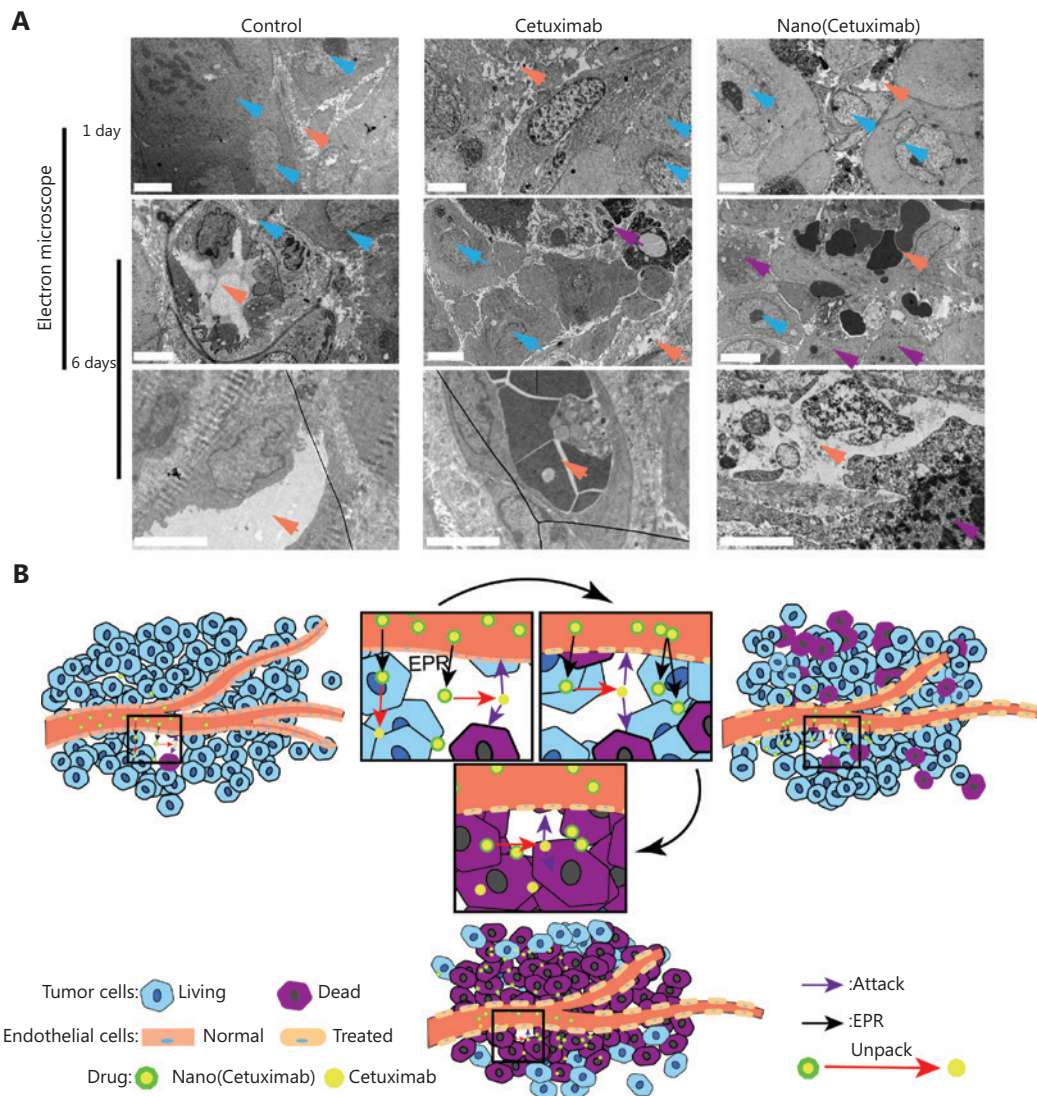 A
Control
Cetuximab
Nano(Cetuximab)
1 day
Electron microscope
6 days
B
EPR
Tumor cells:
Living
Dead
:Attack
Endothelial cells:
Normal
Treated
:EPR
Unpack
Drug:
Nano(Cetuximab)
Cetuximab